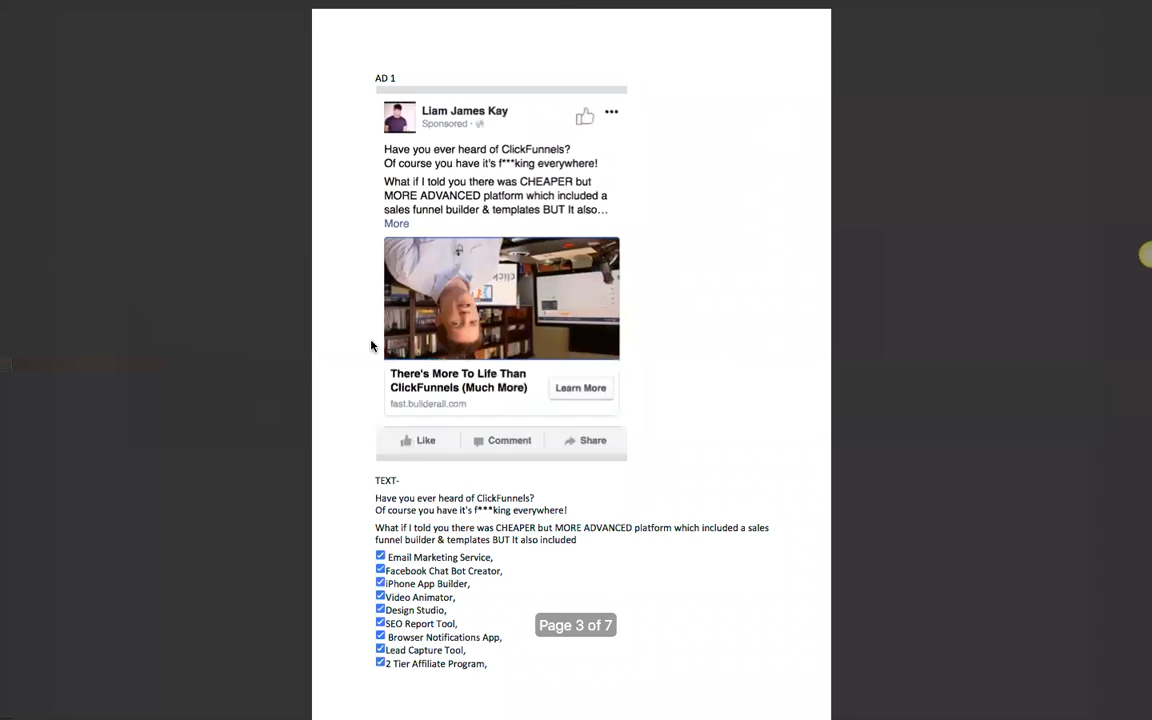 AD 1
Liam James Kay
Sponsored ·
Have you ever heard of ClickFunnels?
Of course you have it's f***king everywhere!
What if I told you there was CHEAPER but
MORE ADVANCED platform which included a
sales funnel builder & templates BUT It also...
More
click
There's More To Life Than
ClickFunnels (Much More)
Learn More
fast.builderall.com
Like
Comment
Share
TEXT-
Have you ever heard of ClickFunnels?
Of course you have it's f***king everywhere!
What if I told you there was CHEAPER but MORE ADVANCED platform which included a sales
funnel builder & templates BUT It also included
Email Marketing Service,
Facebook Chat Bot Creator,
iPhone App Builder,
Video Animator,
Design Studio,
SEO Report Tool,
Browser Notifications App,
Lead Capture Tool,
2 Tier Affiliate Program,
Page 3 of 7